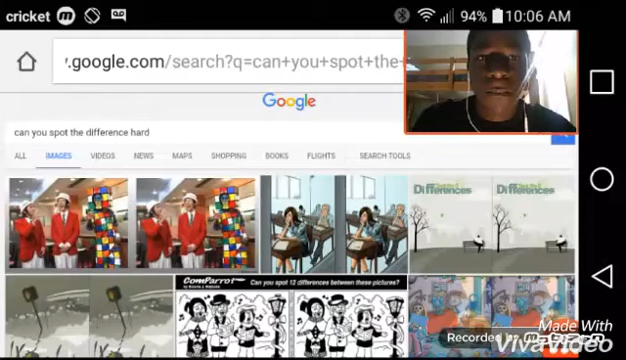 cricket 94% 10:06 AM
.google.com/search?q=can+you+spot+the+
Google
can you spot the difference hard
ALL IMAGES VIDEOS NEWS MAPS SHOPPING BOOKS FLIGHTS SEARCH TOOLS
Differences
Differences
ComParrot Can you spot 12 differences between these pictures?
Made With
Recorded
VivaVideo